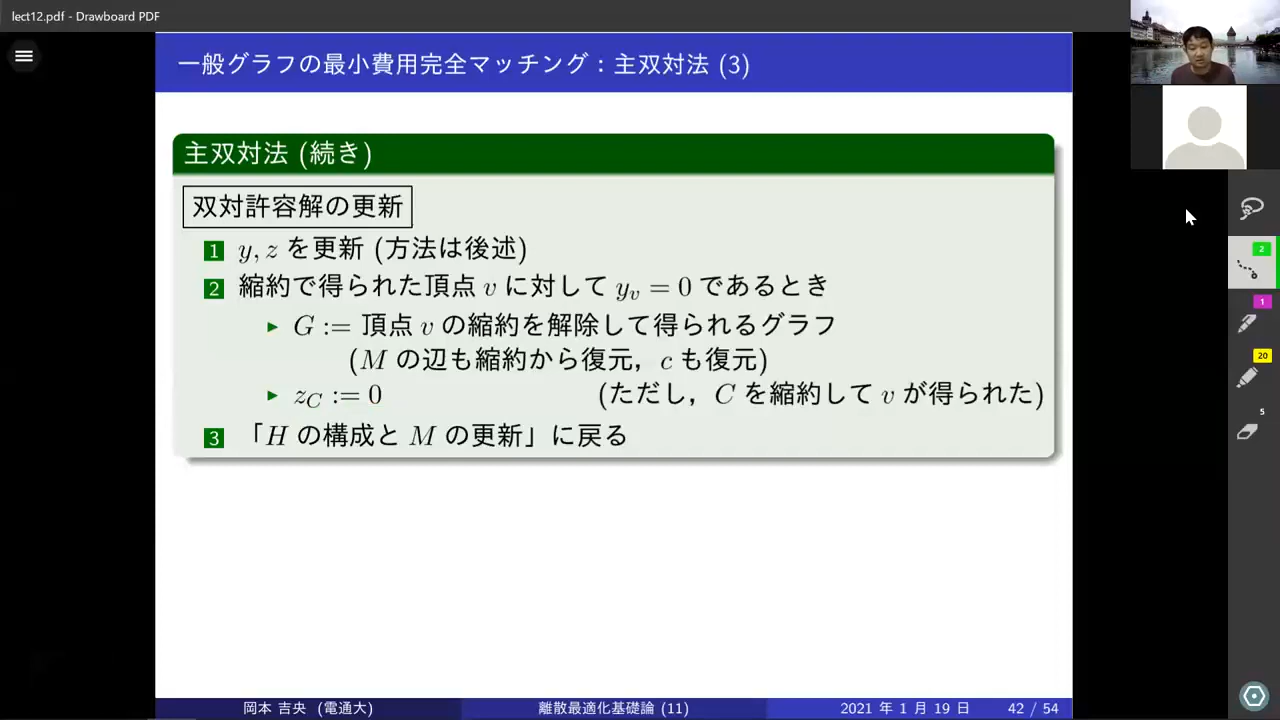 lect12.pdf - Drawboard PDF
一般グラフの最小費用完全マッチング：主双対法 (3)
主双対法 (続き)
双対許容解の更新
1 y, z を更新 (方法は後述)
2 縮約で得られた頂点 v に対して y_v = 0 であるとき
▶ G := 頂点 v の縮約を解除して得られるグラフ
(M の辺も縮約から復元，c も復元)
▶ z_C := 0 (ただし，C を縮約して v が得られた)
3 「H の構成と M の更新」に戻る
岡本 吉央 (電通大) 離散最適化基礎論 (11) 2021 年 1 月 19 日 42 / 54
2
1
20
5